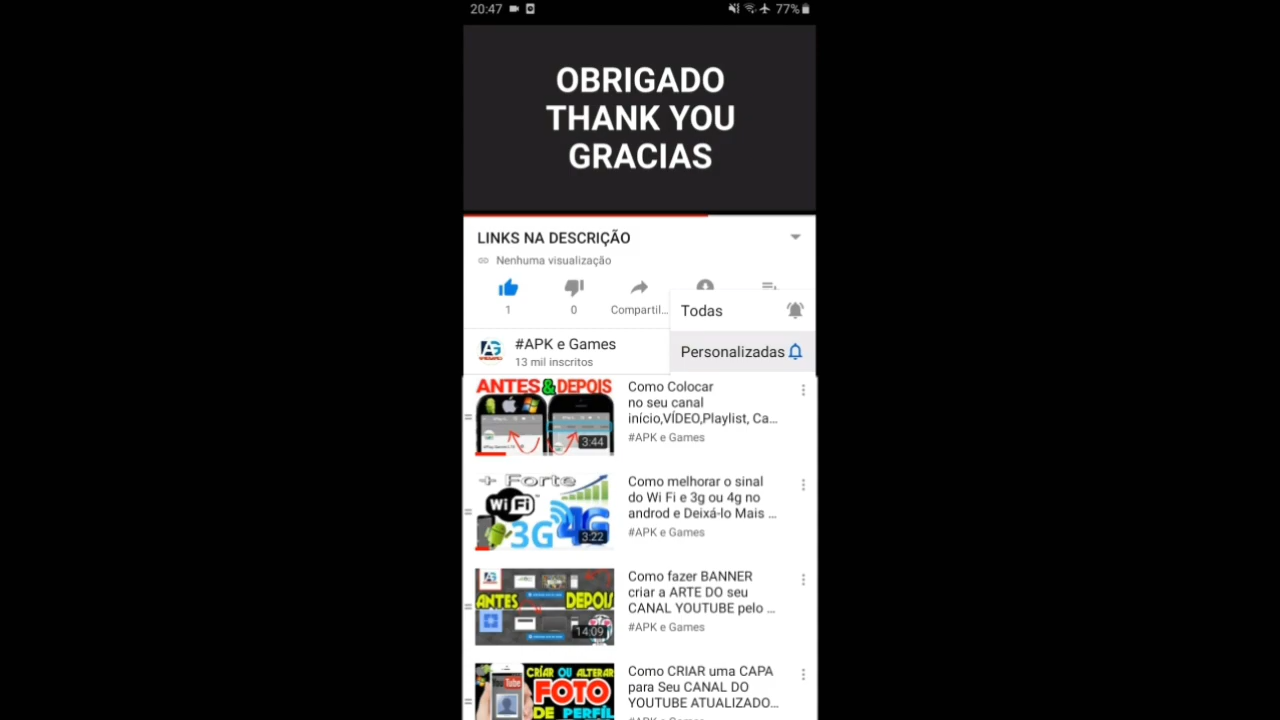 20:47
77%
OBRIGADO
THANK YOU
GRACIAS
LINKS NA DESCRIÇÃO
Nenhuma visualização
1
0
Compartil...
Todas
Personalizadas
#APK e Games
13 mil inscritos
ANTES & DEPOIS
3:44
Como Colocar
no seu canal
início,VÍDEO,Playlist, Ca...
#APK e Games
+ Forte
Wi Fi
3G 4G
3:22
Como melhorar o sinal
do Wi Fi e 3g ou 4g no
androd e Deixá-lo Mais ...
#APK e Games
ANTES DEPOIS
14:09
Como fazer BANNER
criar a ARTE DO seu
CANAL YOUTUBE pelo ...
#APK e Games
CRIAR OU ALTERAR
YouTube
FOTO
DE PERFÍL
Como CRIAR uma CAPA
para Seu CANAL DO
YOUTUBE ATUALIZADO...